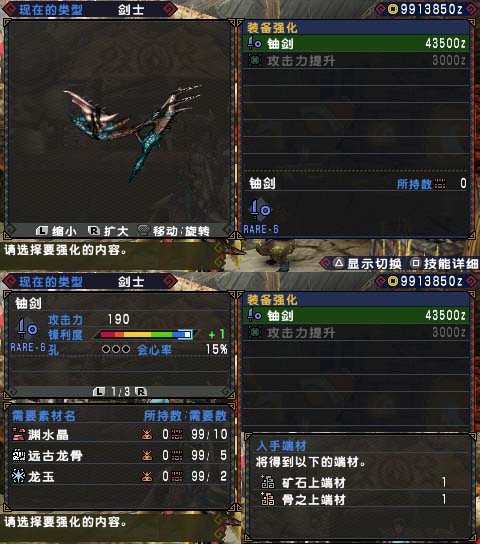 现在的类型 剑士
9913850z
装备强化
铀剑 43500z
攻击力提升 3000z
铀剑 所持数 0
RARE-6
L 缩小 R 扩大 移动/旋转
请选择要强化的内容。
△显示切换 □技能详细
现在的类型 剑士
9913850z
铀剑
攻击力 190
锋利度 +1
RARE-6 孔 ○○○ 会心率 15%
L 1/3 R
装备强化
铀剑 43500z
攻击力提升 3000z
需要素材名 所持数/需要数
渊水晶 0 99/10
远古龙骨 0 99/ 5
龙玉 0 99/ 2
入手端材
将得到以下的端材。
矿石上端材 1
骨之上端材 1
请选择要强化的内容。